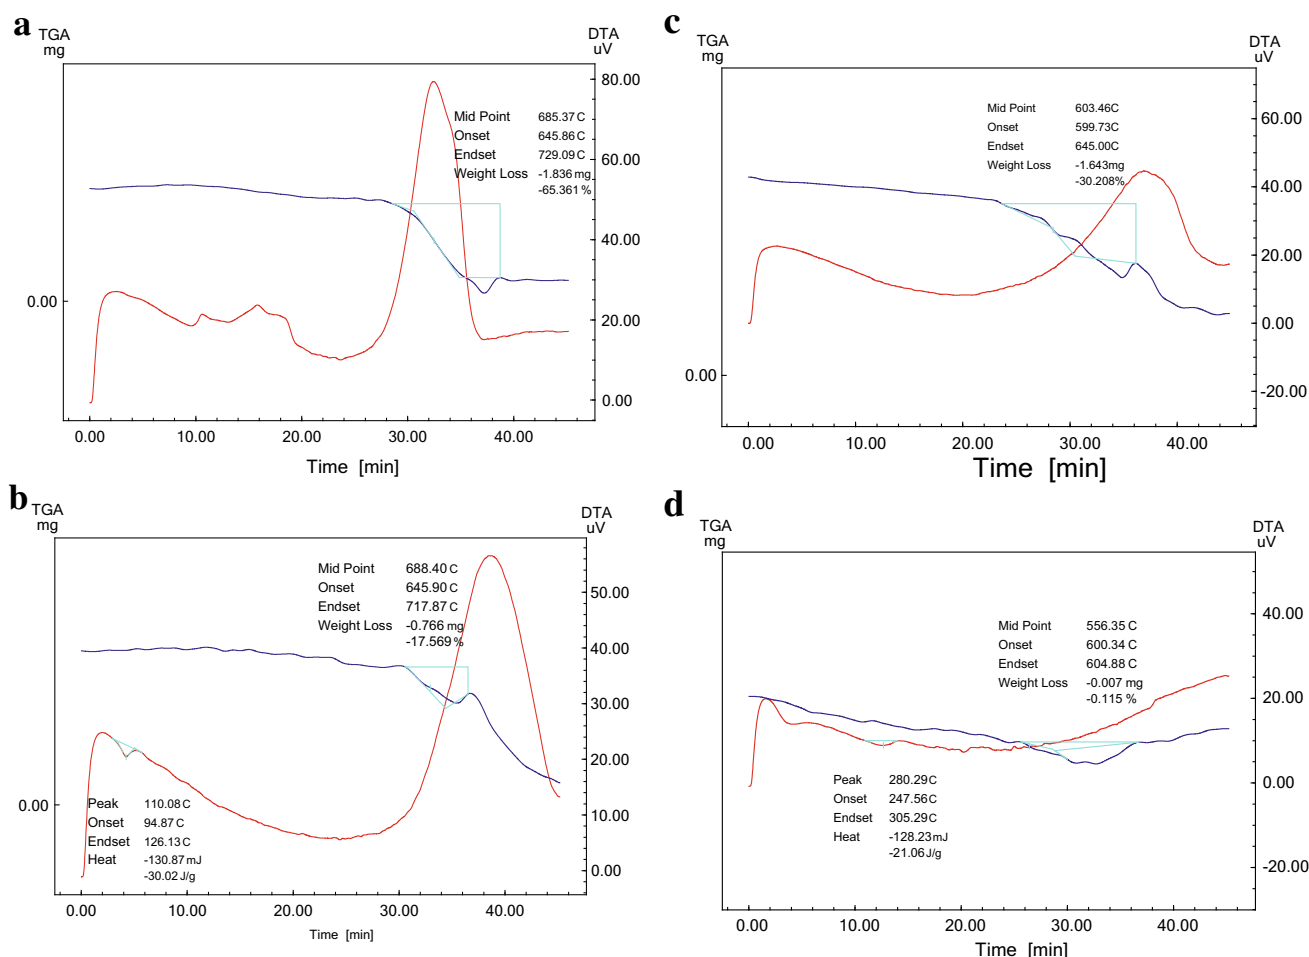 a
TGA
mg
DTA
uV
80.00
60.00
40.00
20.00
0.00
0.00
Mid Point 685.37 C
Onset 645.86 C
Endset 729.09 C
Weight Loss -1.836 mg
-65.361 %
0.00 10.00 20.00 30.00 40.00
Time [min]
c
TGA
mg
DTA
uV
60.00
40.00
20.00
0.00
-20.00
0.00
Mid Point 603.46C
Onset 599.73C
Endset 645.00C
Weight Loss -1.643mg
-30.208%
0.00 10.00 20.00 30.00 40.00
Time [min]
b
TGA
mg
DTA
uV
50.00
40.00
30.00
20.00
10.00
0.00
0.00
Mid Point 688.40 C
Onset 645.90 C
Endset 717.87 C
Weight Loss -0.766 mg
-17.569 %
Peak 110.08 C
Onset 94.87 C
Endset 126.13 C
Heat -130.87 mJ
-30.02 J/g
0.00 10.00 20.00 30.00 40.00
Time [min]
d
TGA
mg
DTA
uV
40.00
20.00
0.00
-20.00
Mid Point 556.35 C
Onset 600.34 C
Endset 604.88 C
Weight Loss -0.007 mg
-0.115 %
Peak 280.29C
Onset 247.56C
Endset 305.29C
Heat -128.23mJ
-21.06J/g
0.00 10.00 20.00 30.00 40.00
Time [min]